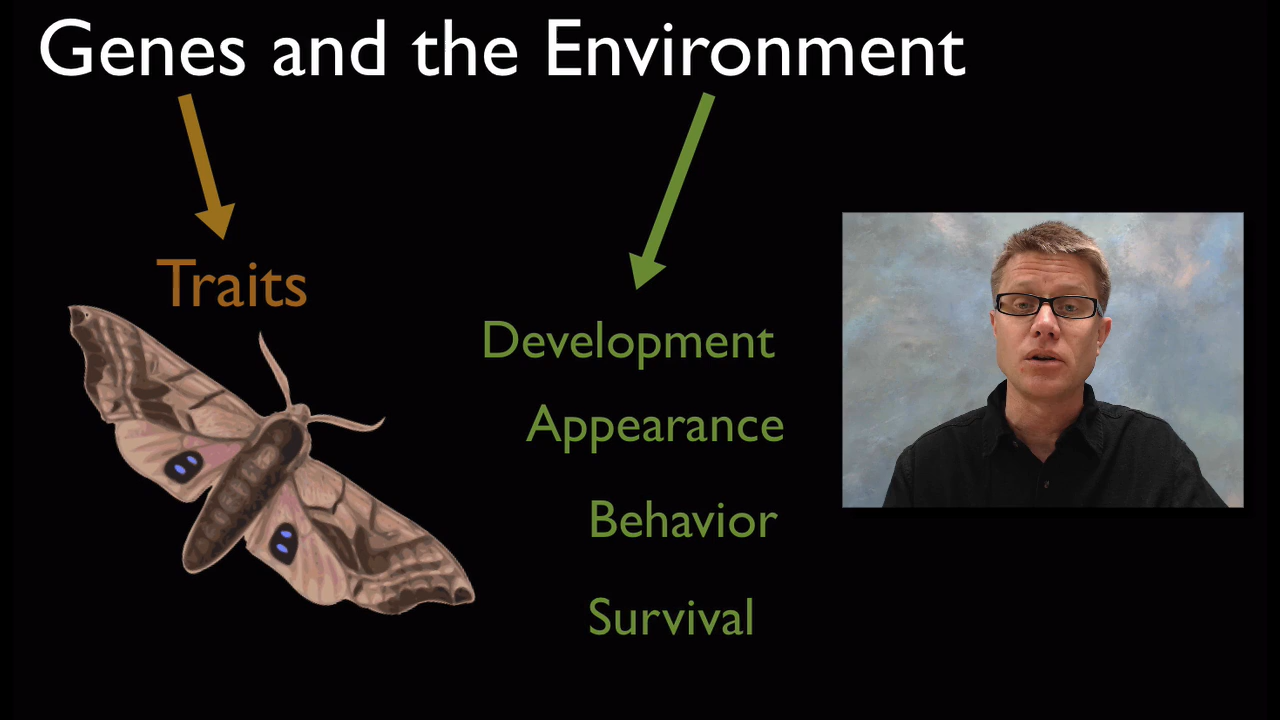 Genes and the Environment
Traits
Development
Appearance
Behavior
Survival